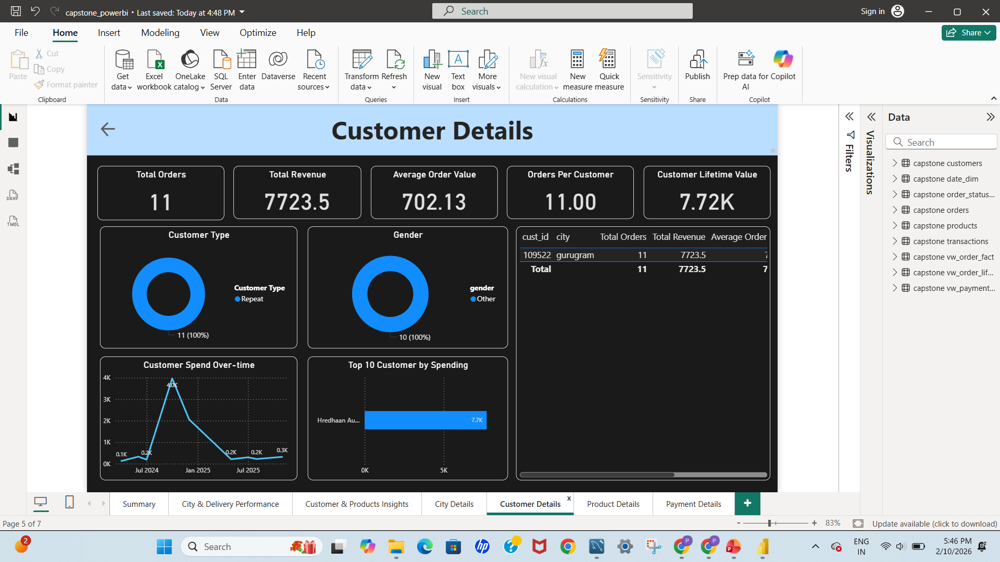 capstone_powerbi • Last saved: Today at 4:48 PM
Search
Sign in
File
Home
Insert
Modeling
View
Optimize
Help
Share
Paste
Cut
Copy
Format painter
Clipboard
Get data
Excel workbook
OneLake catalog
SQL Server
Enter data
Dataverse
Recent sources
Data
Transform data
Refresh
Queries
New visual
Text box
More visuals
Insert
New visual calculation
New measure
Quick measure
Calculations
Sensitivity
Sensitivity
Publish
Share
Prep data for AI
Copilot
Copilot
DAX
TMDL
Customer Details
Total Orders
11
Total Revenue
7723.5
Average Order Value
702.13
Orders Per Customer
11.00
Customer Lifetime Value
7.72K
Customer Type
Customer Type
Repeat
11 (100%)
Gender
gender
Other
10 (100%)
cust_id city Total Orders Total Revenue Average Order
109522 gurugram 11 7723.5 7
Total 11 7723.5 7
Customer Spend Over-time
4K
3K
2K
1K
0K
0.1K
0.2K
4.0K
0.2K
0.2K
0.3K
Jul 2024
Jan 2025
Jul 2025
Top 10 Customer by Spending
Hredhaan Au...
7.7K
0K
5K
Filters
Visualizations
Data
Search
capstone customers
capstone date_dim
capstone order_status...
capstone orders
capstone products
capstone transactions
capstone vw_order_fact
capstone vw_order_lif...
capstone vw_payment...
Summary
City & Delivery Performance
Customer & Products Insights
City Details
Customer Details
x
Product Details
Payment Details
+
Page 5 of 7
- + 83%
Update available (click to download)
2
Search
hp
P
P
P
ENG
IN
5:46 PM
2/10/2026